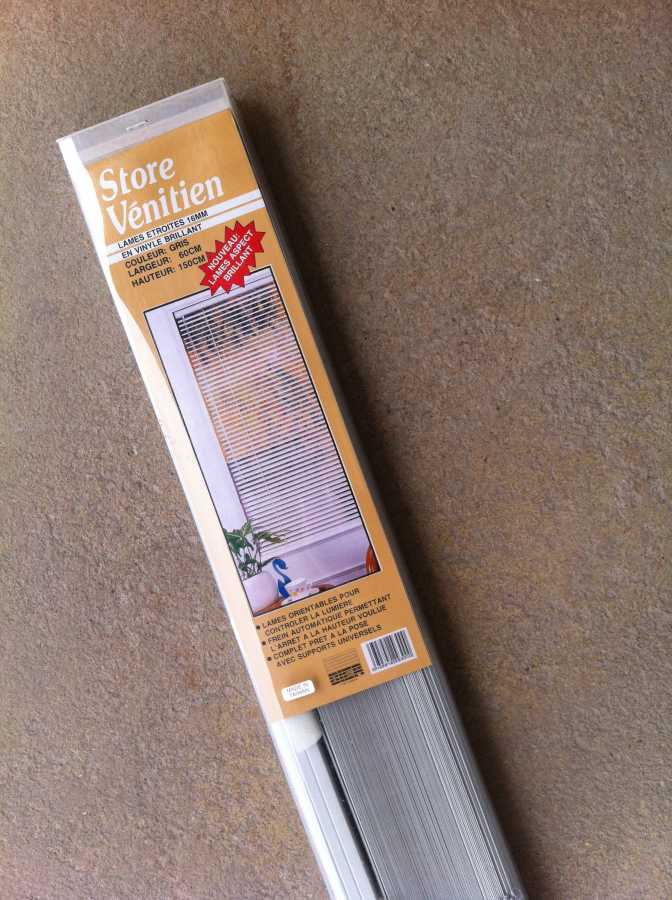 Store
Vénitien
LAMES ETROITES 16MM
EN VINYLE BRILLANT
COULEUR: GRIS
LARGEUR: 60CM
HAUTEUR: 150CM
NOUVEAU:
LAMES ASPECT
BRILLANT
• LAMES ORIENTABLES POUR
CONTROLER LA LUMIERE
• FREIN AUTOMATIQUE PERMETTANT
L'ARRET A LA HAUTEUR VOULUE
• COMPLET PRET A LA POSE
AVEC SUPPORTS UNIVERSELS
MADE IN
TAIWAN